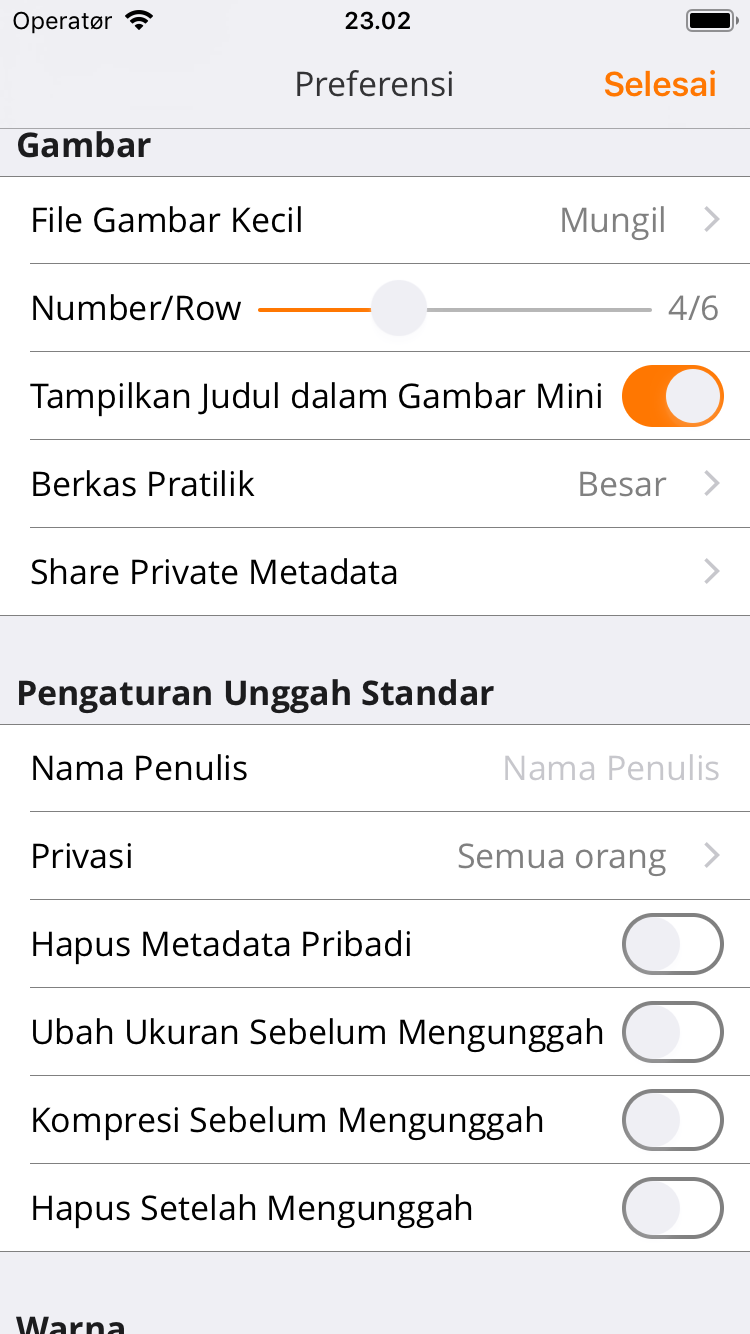 Operatør 23.02
Preferensi Selesai
Gambar
File Gambar Kecil Mungil
Number/Row 4/6
Tampilkan Judul dalam Gambar Mini
Berkas Pratilik Besar
Share Private Metadata
Pengaturan Unggah Standar
Nama Penulis Nama Penulis
Privasi Semua orang
Hapus Metadata Pribadi
Ubah Ukuran Sebelum Mengunggah
Kompresi Sebelum Mengunggah
Hapus Setelah Mengunggah
Warna